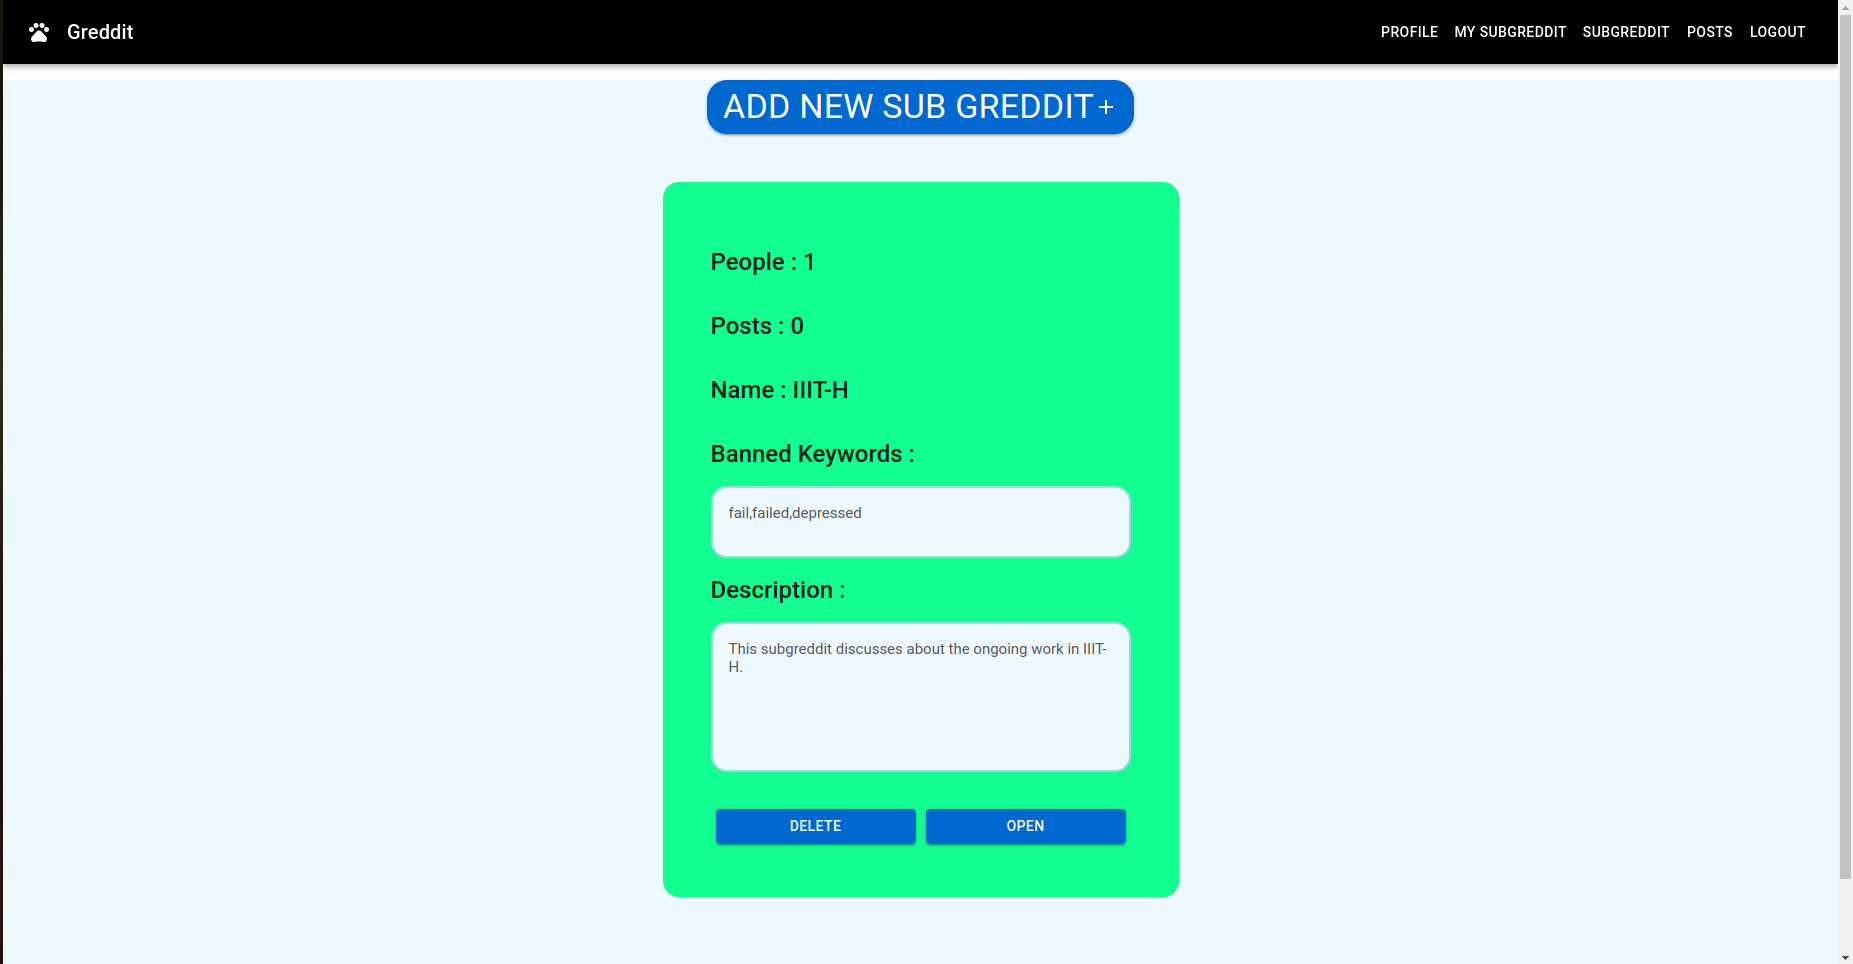 Greddit
PROFILE MY SUBGREDDIT SUBGREDDIT POSTS LOGOUT
ADD NEW SUB GREDDIT+
People : 1
Posts : 0
Name : IIIT-H
Banned Keywords :
fail,failed,depressed
Description :
This subgreddit discusses about the ongoing work in IIIT-
H.
DELETE OPEN